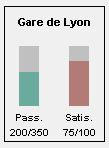 Gare de Lyon
Pass. Satis.
200/350 75/100